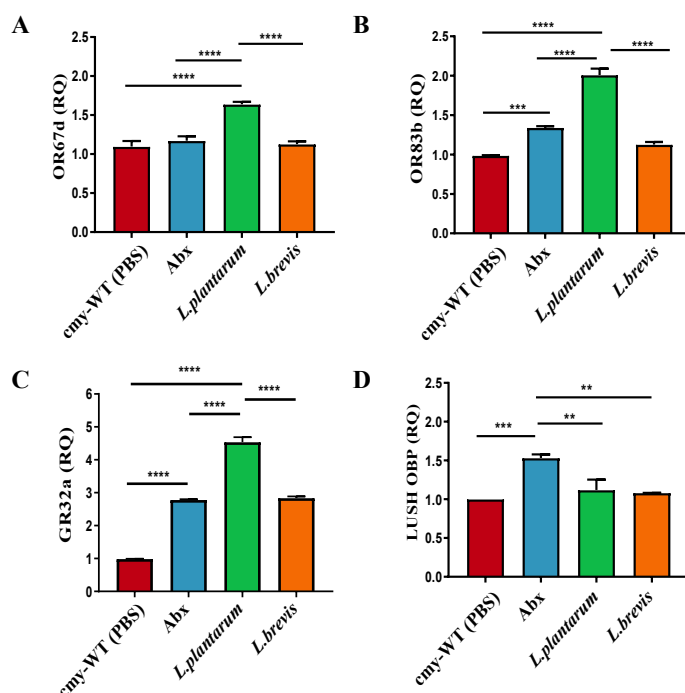 A
OR67d (RQ)
2.5
2.0
1.5
1.0
0.5
0.0
****
****
****
cmy-WT (PBS)
Abx
L.plantarum
L.brevis
B
OR83b (RQ)
2.5
2.0
1.5
1.0
0.5
0.0
****
**** ****
***
cmy-WT (PBS)
Abx
L.plantarum
L.brevis
C
GR32a (RQ)
6
5
4
3
2
1
0
****
**** ****
****
cmy-WT (PBS)
Abx
L.plantarum
L.brevis
D
LUSH OBP (RQ)
2.5
2.0
1.5
1.0
0.5
0.0
**
*** **
cmy-WT (PBS)
Abx
L.plantarum
L.brevis